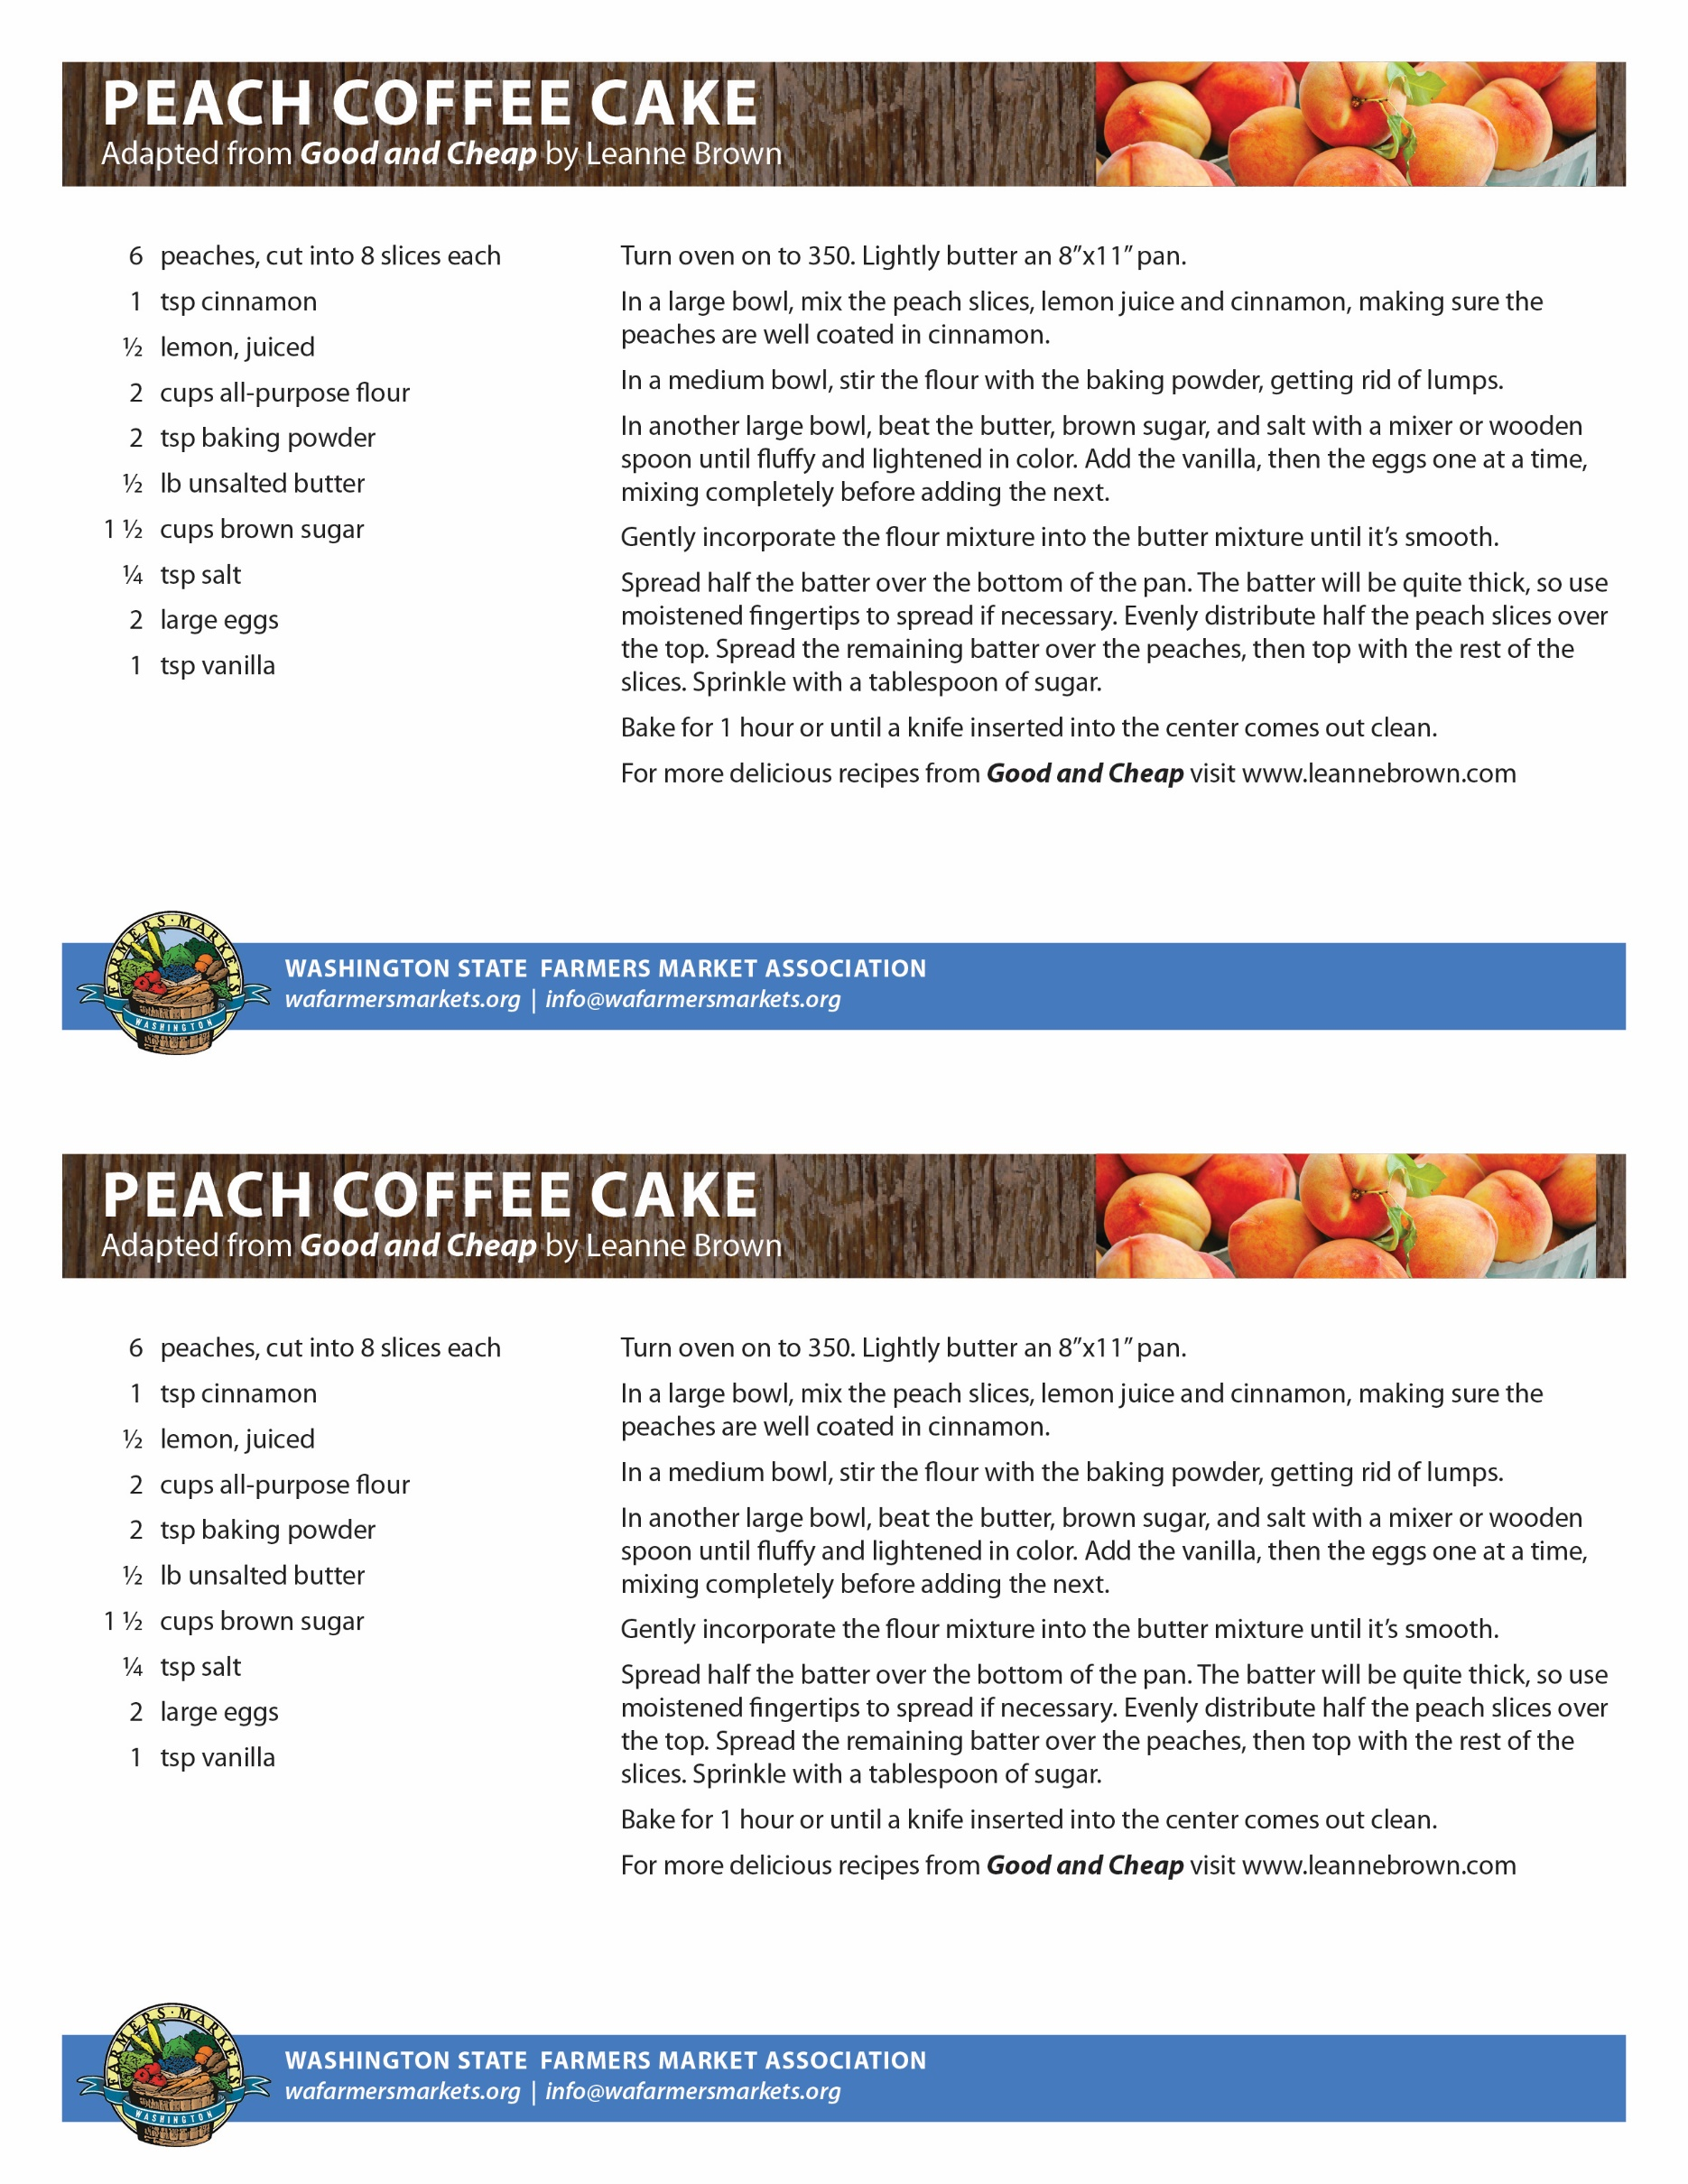 PEACH COFFEE CAKE
Adapted from Good and Cheap by Leanne Brown
6 peaches, cut into 8 slices each
1 tsp cinnamon
½ lemon, juiced
2 cups all-purpose flour
2 tsp baking powder
½ lb unsalted butter
1 ½ cups brown sugar
¼ tsp salt
2 large eggs
1 tsp vanilla
Turn oven on to 350. Lightly butter an 8”x11” pan.
In a large bowl, mix the peach slices, lemon juice and cinnamon, making sure the
peaches are well coated in cinnamon.
In a medium bowl, stir the flour with the baking powder, getting rid of lumps.
In another large bowl, beat the butter, brown sugar, and salt with a mixer or wooden
spoon until fluffy and lightened in color. Add the vanilla, then the eggs one at a time,
mixing completely before adding the next.
Gently incorporate the flour mixture into the butter mixture until it’s smooth.
Spread half the batter over the bottom of the pan. The batter will be quite thick, so use
moistened fingertips to spread if necessary. Evenly distribute half the peach slices over
the top. Spread the remaining batter over the peaches, then top with the rest of the
slices. Sprinkle with a tablespoon of sugar.
Bake for 1 hour or until a knife inserted into the center comes out clean.
For more delicious recipes from Good and Cheap visit www.leannebrown.com
FARMERS·MARKETS
WASHINGTON
WASHINGTON STATE FARMERS MARKET ASSOCIATION
wafarmersmarkets.org | info@wafarmersmarkets.org
PEACH COFFEE CAKE
Adapted from Good and Cheap by Leanne Brown
6 peaches, cut into 8 slices each
1 tsp cinnamon
½ lemon, juiced
2 cups all-purpose flour
2 tsp baking powder
½ lb unsalted butter
1 ½ cups brown sugar
¼ tsp salt
2 large eggs
1 tsp vanilla
Turn oven on to 350. Lightly butter an 8”x11” pan.
In a large bowl, mix the peach slices, lemon juice and cinnamon, making sure the
peaches are well coated in cinnamon.
In a medium bowl, stir the flour with the baking powder, getting rid of lumps.
In another large bowl, beat the butter, brown sugar, and salt with a mixer or wooden
spoon until fluffy and lightened in color. Add the vanilla, then the eggs one at a time,
mixing completely before adding the next.
Gently incorporate the flour mixture into the butter mixture until it’s smooth.
Spread half the batter over the bottom of the pan. The batter will be quite thick, so use
moistened fingertips to spread if necessary. Evenly distribute half the peach slices over
the top. Spread the remaining batter over the peaches, then top with the rest of the
slices. Sprinkle with a tablespoon of sugar.
Bake for 1 hour or until a knife inserted into the center comes out clean.
For more delicious recipes from Good and Cheap visit www.leannebrown.com
FARMERS·MARKETS
WASHINGTON
WASHINGTON STATE FARMERS MARKET ASSOCIATION
wafarmersmarkets.org | info@wafarmersmarkets.org